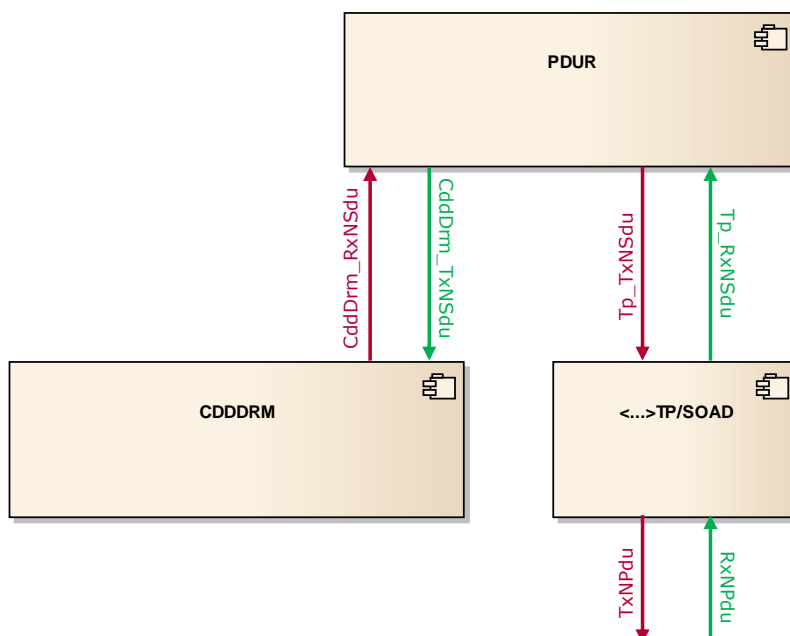 PDUR
CddDrm_RxNSdu
CddDrm_TxNSdu
Tp_TxNSdu
Tp_RxNSdu
CDDDRM
<...>TP/SOAD
TxNPdu
RxNPdu